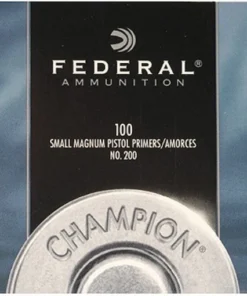 FEDERAL®
AMMUNITION
100
SMALL MAGNUM PISTOL PRIMERS/AMORCES
NO. 200
CHAMPION®